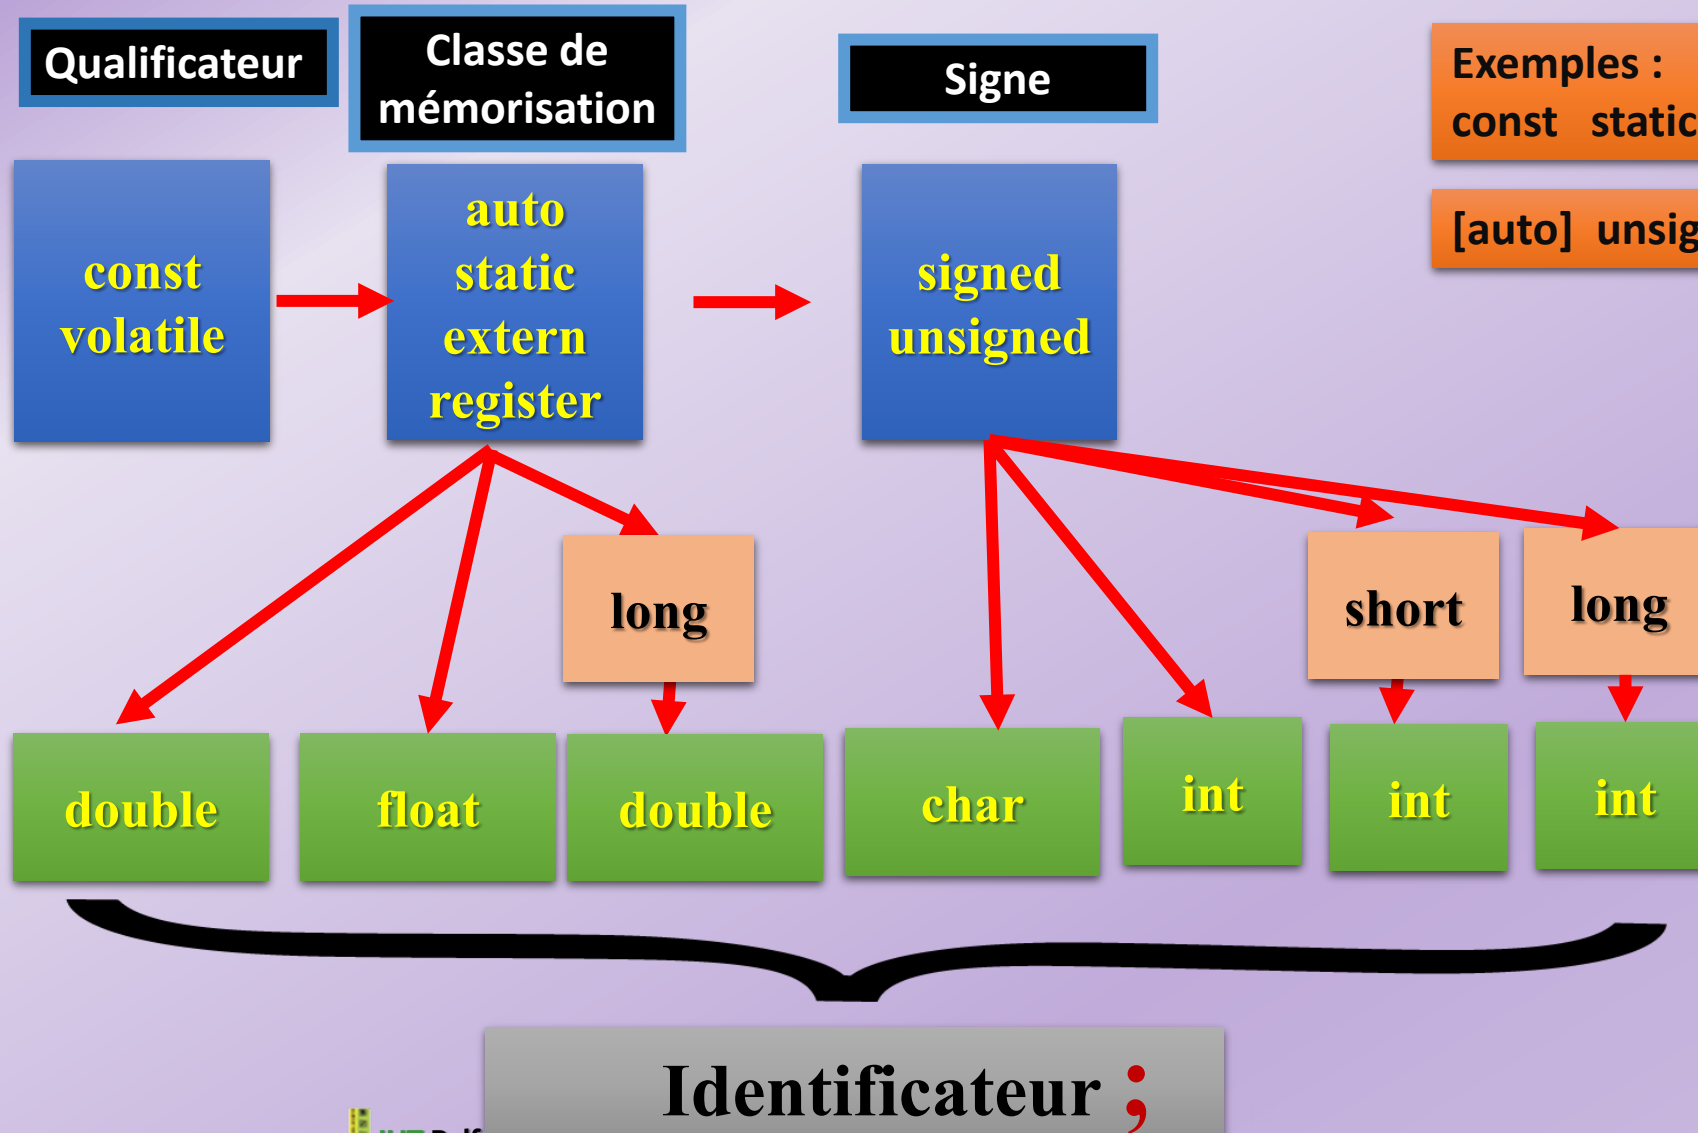 Qualificateur
Classe de
mémorisation
Signe
Exemples :
const static
const
volatile
auto
static
extern
register
signed
unsigned
[auto]
long
short
long
double
float
double
char
int
int
int
Identificateur ;